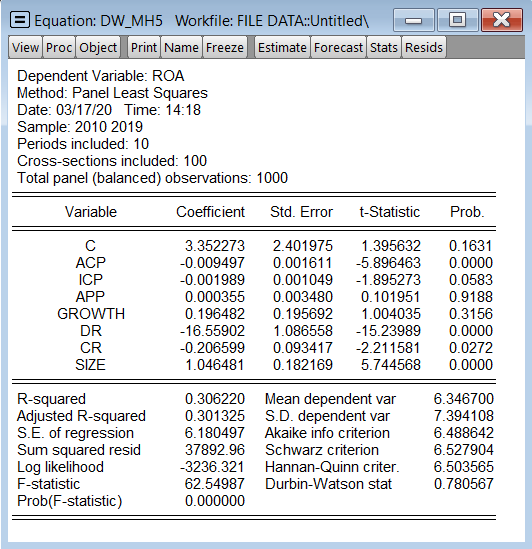 Equation: DW_MH5 Workfile: FILE DATA::Untitled\
View Proc Object Print Name Freeze Estimate Forecast Stats Resids
Dependent Variable: ROA
Method: Panel Least Squares
Date: 03/17/20 Time: 14:18
Sample: 2010 2019
Periods included: 10
Cross-sections included: 100
Total panel (balanced) observations: 1000
Variable Coefficient Std. Error t-Statistic Prob.
C 3.352273 2.401975 1.395632 0.1631
ACP -0.009497 0.001611 -5.896463 0.0000
ICP -0.001989 0.001049 -1.895273 0.0583
APP 0.000355 0.003480 0.101951 0.9188
GROWTH 0.196482 0.195692 1.004035 0.3156
DR -16.55902 1.086558 -15.23989 0.0000
CR -0.206599 0.093417 -2.211581 0.0272
SIZE 1.046481 0.182169 5.744568 0.0000
R-squared 0.306220 Mean dependent var 6.346700
Adjusted R-squared 0.301325 S.D. dependent var 7.394108
S.E. of regression 6.180497 Akaike info criterion 6.488642
Sum squared resid 37892.96 Schwarz criterion 6.527904
Log likelihood -3236.321 Hannan-Quinn criter. 6.503565
F-statistic 62.54987 Durbin-Watson stat 0.780567
Prob(F-statistic) 0.000000